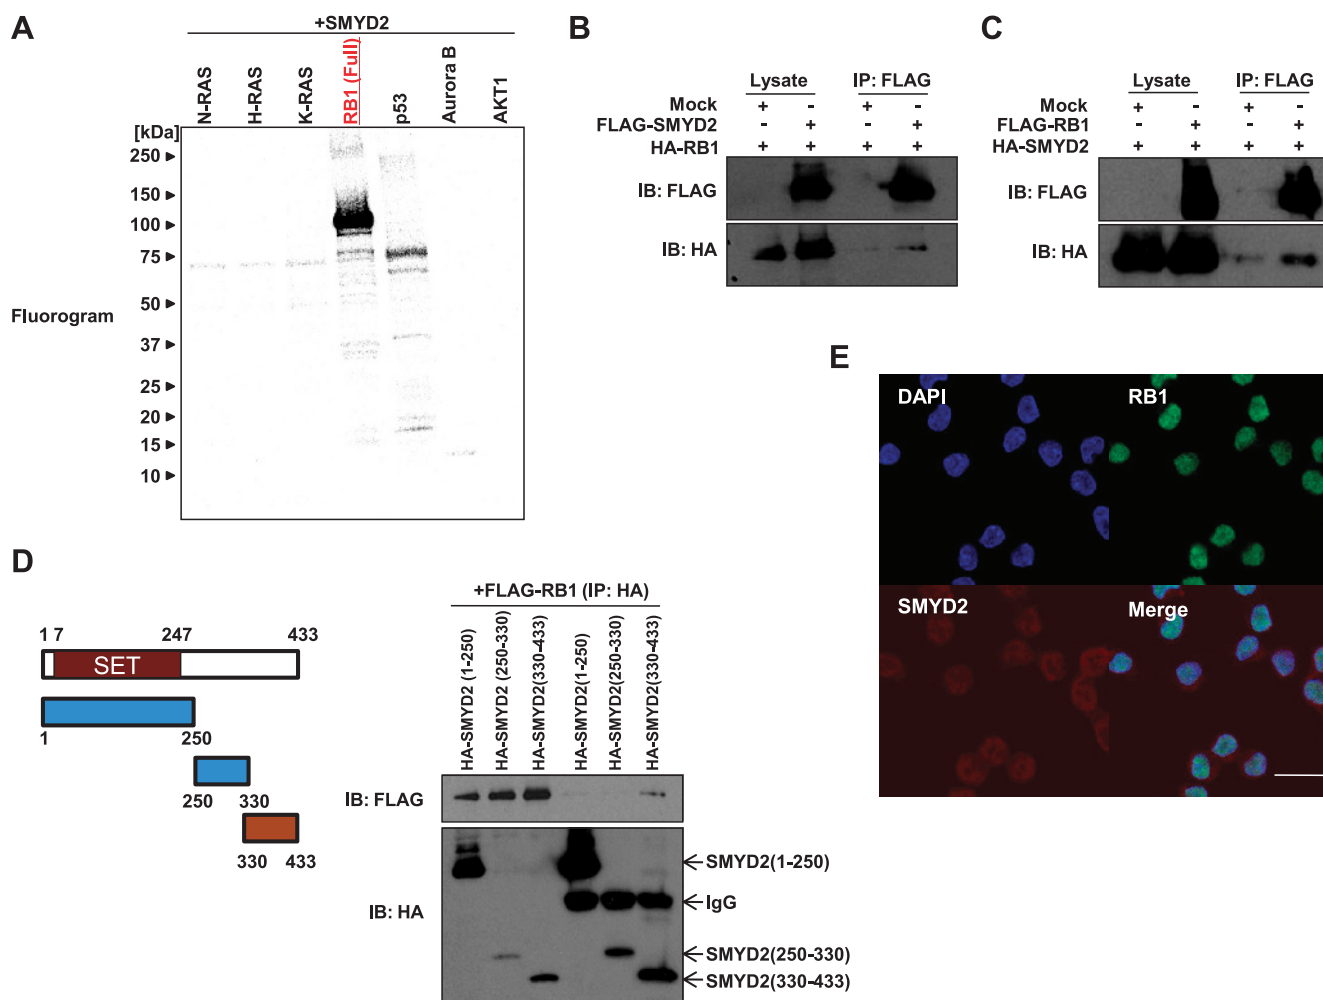 A
+SMYD2
N-RAS
H-RAS
K-RAS
RB1 (Full)
p53
Aurora B
AKT1
[kDa]
250
150
100
75
50
37
25
20
15
10
Fluorogram
B
Lysate IP: FLAG
Mock + - + -
FLAG-SMYD2 - + - +
HA-RB1 + + + +
IB: FLAG
IB: HA
C
Lysate IP: FLAG
Mock + - + -
FLAG-RB1 - + - +
HA-SMYD2 + + + +
IB: FLAG
IB: HA
D
1 7 247 433
SET
1 250
250 330
330 433
+FLAG-RB1 (IP: HA)
HA-SMYD2 (1-250)
HA-SMYD2 (250-330)
HA-SMYD2(330-433)
HA-SMYD2(1-250)
HA-SMYD2(250-330)
HA-SMYD2(330-433)
IB: FLAG
IB: HA
SMYD2(1-250)
IgG
SMYD2(250-330)
SMYD2(330-433)
E
DAPI
RB1
SMYD2
Merge